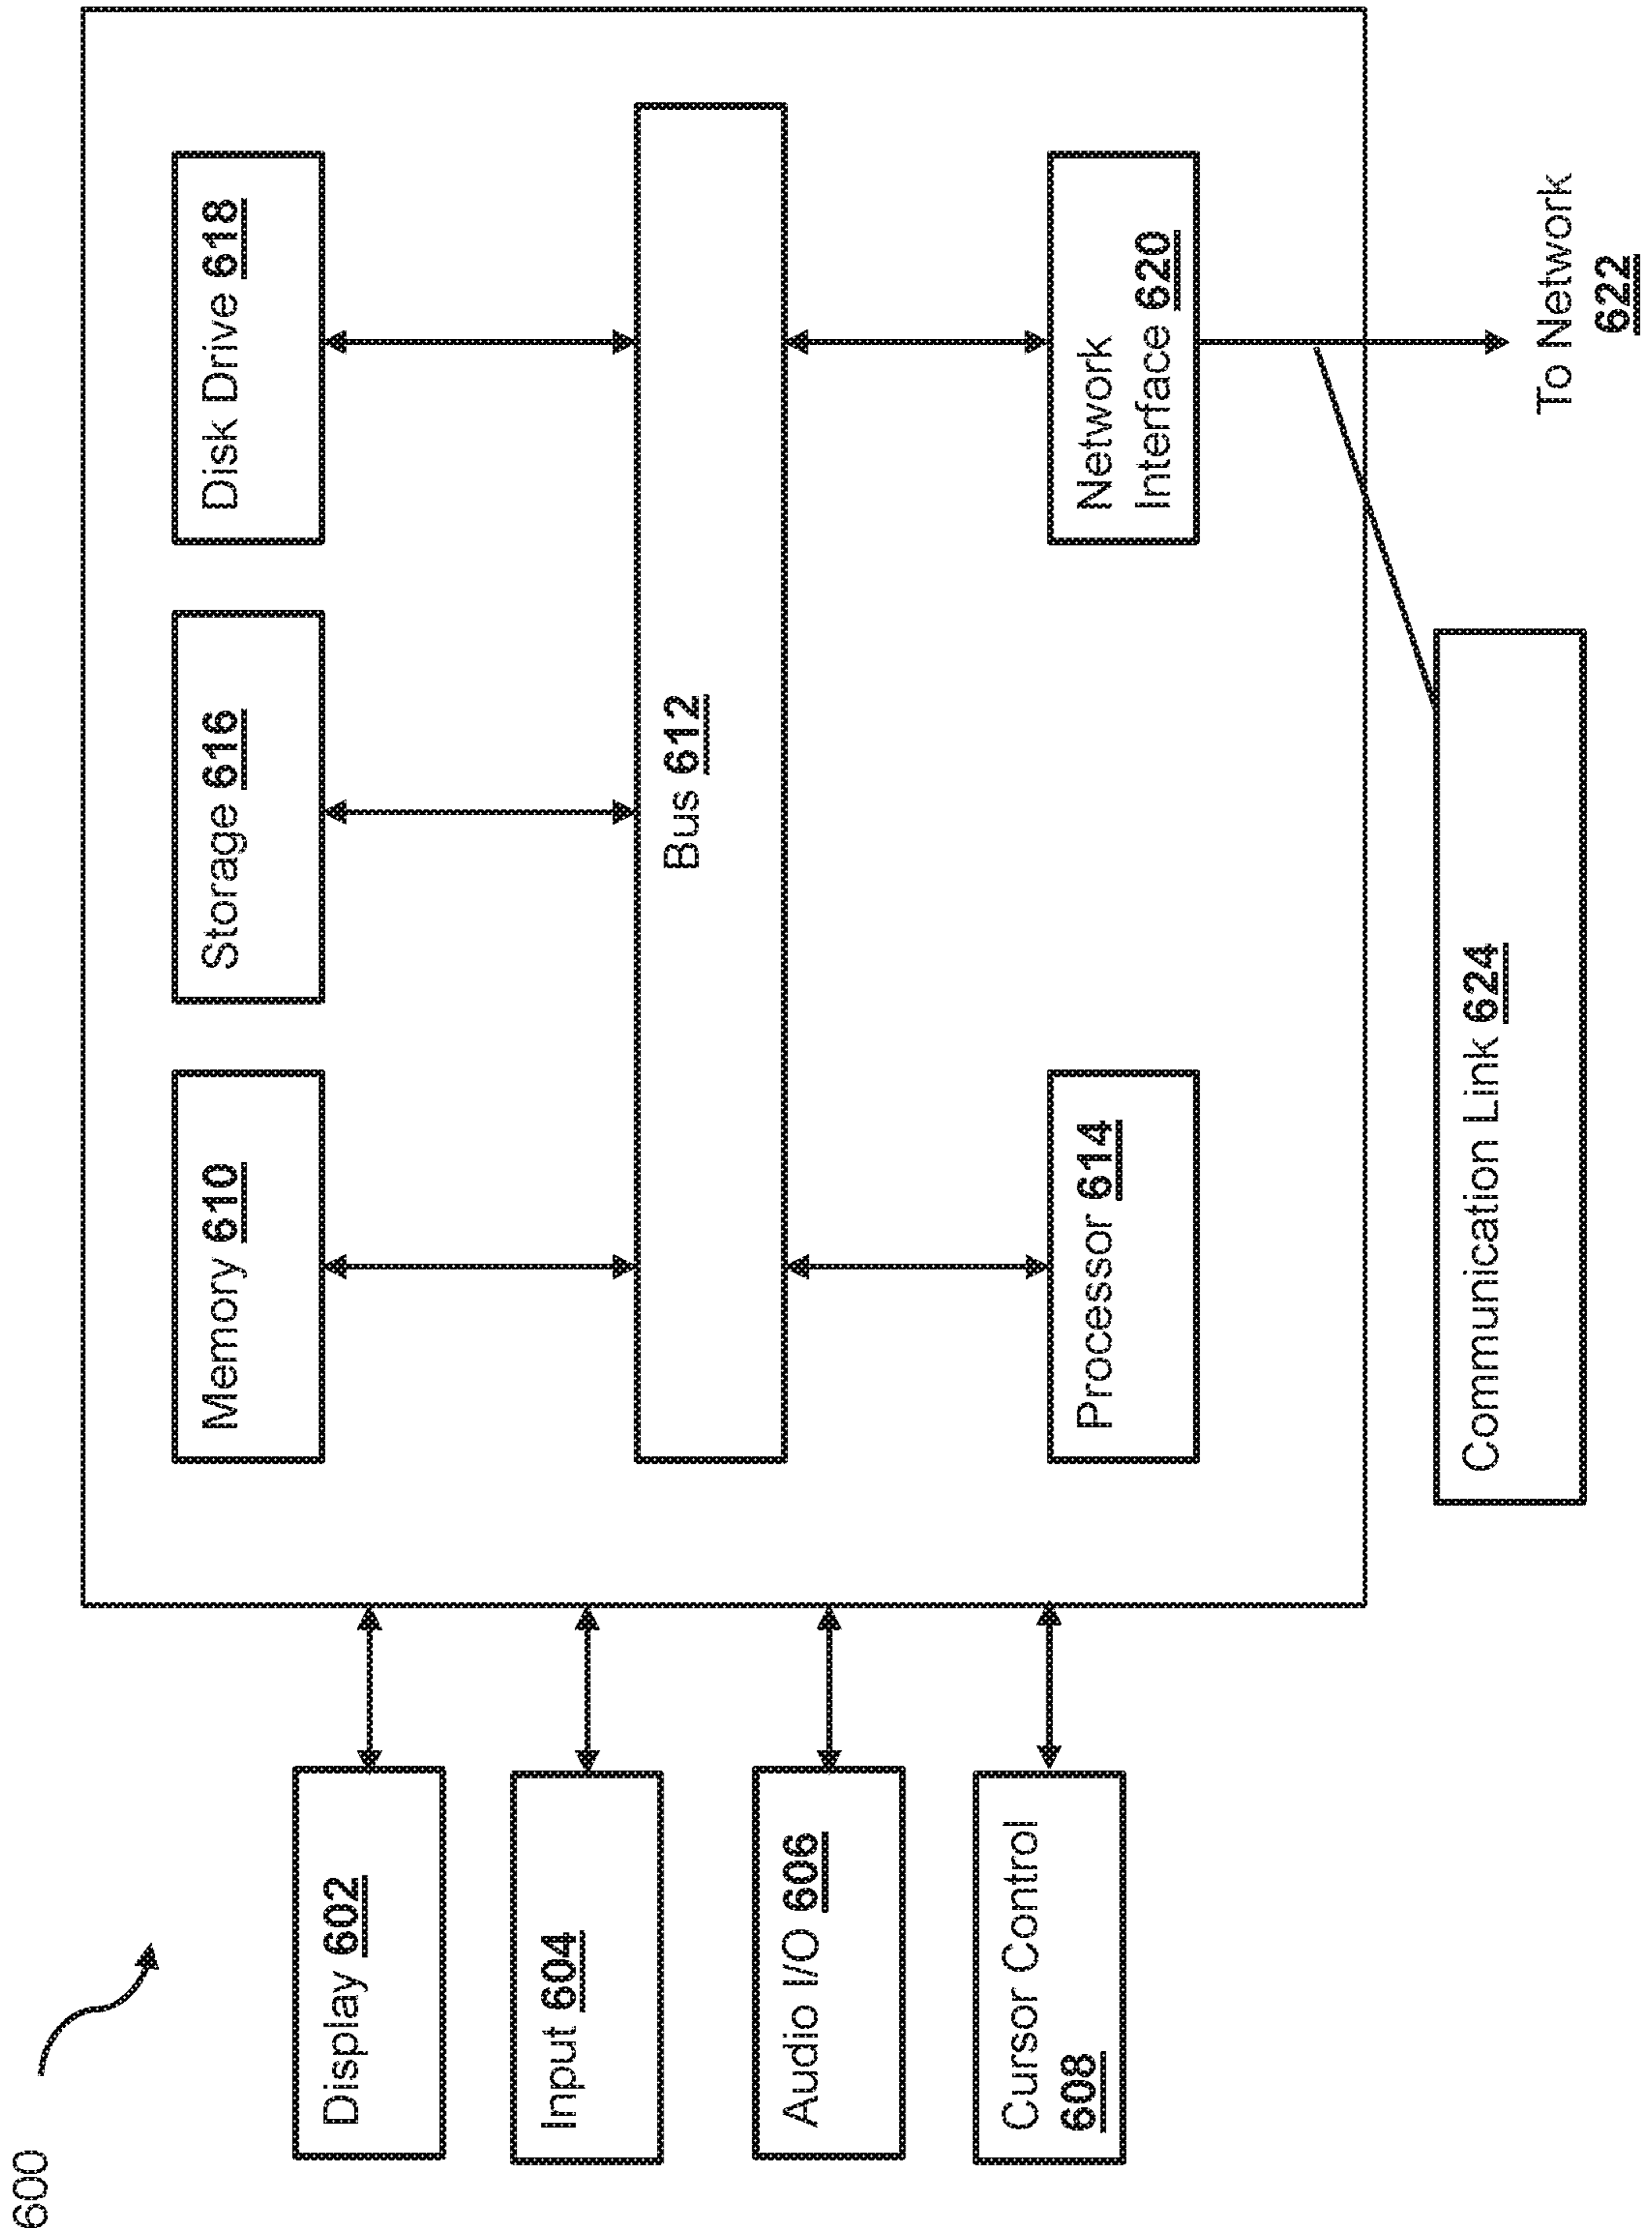 600
Display 602
Input 604
Audio I/O 606
Cursor Control
608
Memory 610
Storage 616
Disk Drive 618
Bus 612
Processor 614
Network
Interface 620
Communication Link 624
To Network
622